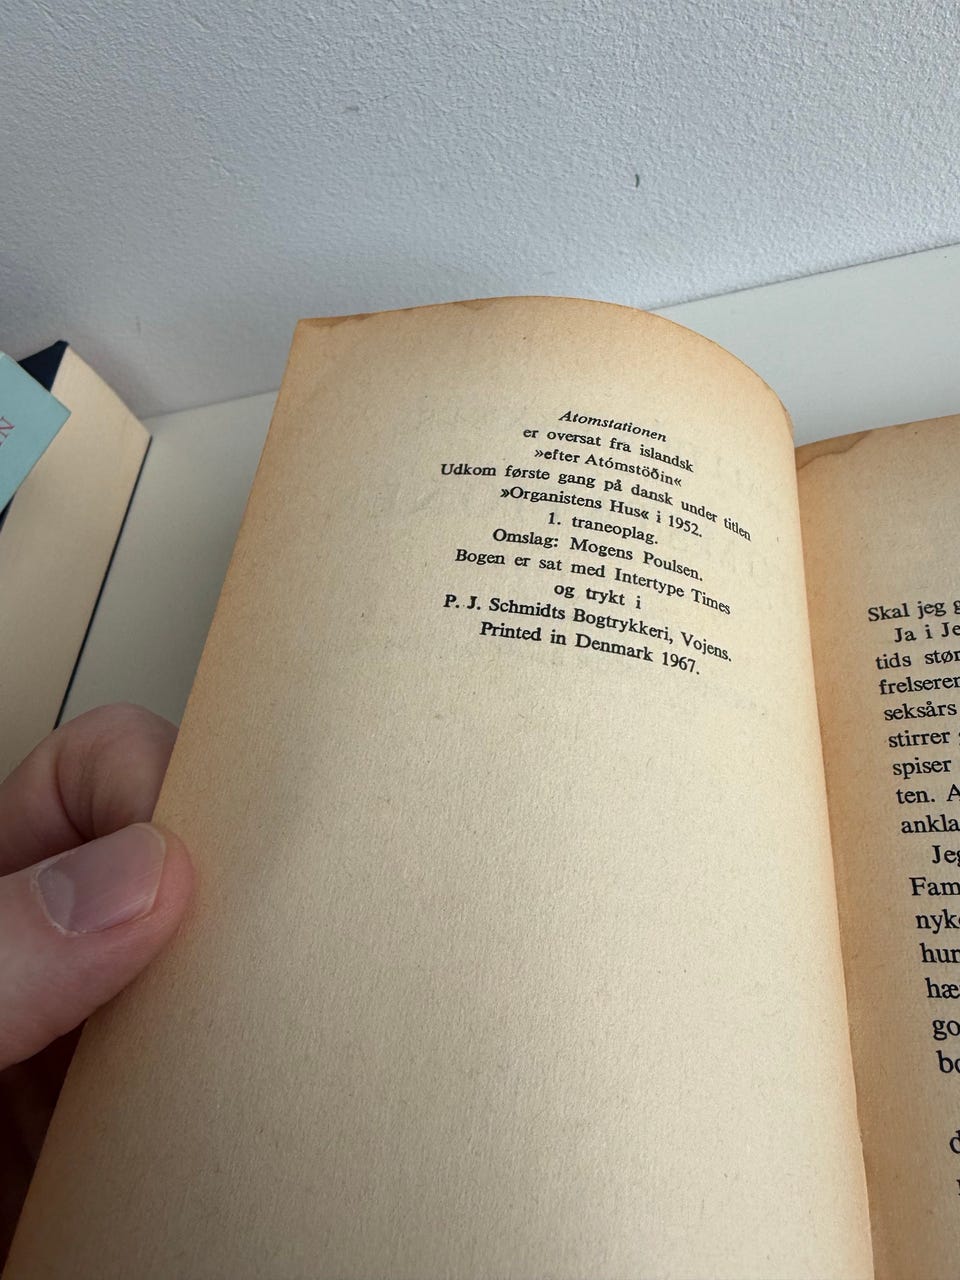 Atomstationen
er oversat fra islandsk
»efter Atómstöðin«
Udkom første gang på dansk under titlen
»Organistens Hus« i 1952.
1. traneoplag.
Omslag: Mogens Poulsen.
Bogen er sat med Intertype Times
og trykt i
P. J. Schmidts Bogtrykkeri, Vojens.
Printed in Denmark 1967.
Skal jeg g
Ja i Je
tids stør
frelserer
seksårs
stirrer
spiser
ten. A
ankla
Jeg
Fam
nyk
hun
hæ
go
bo
d